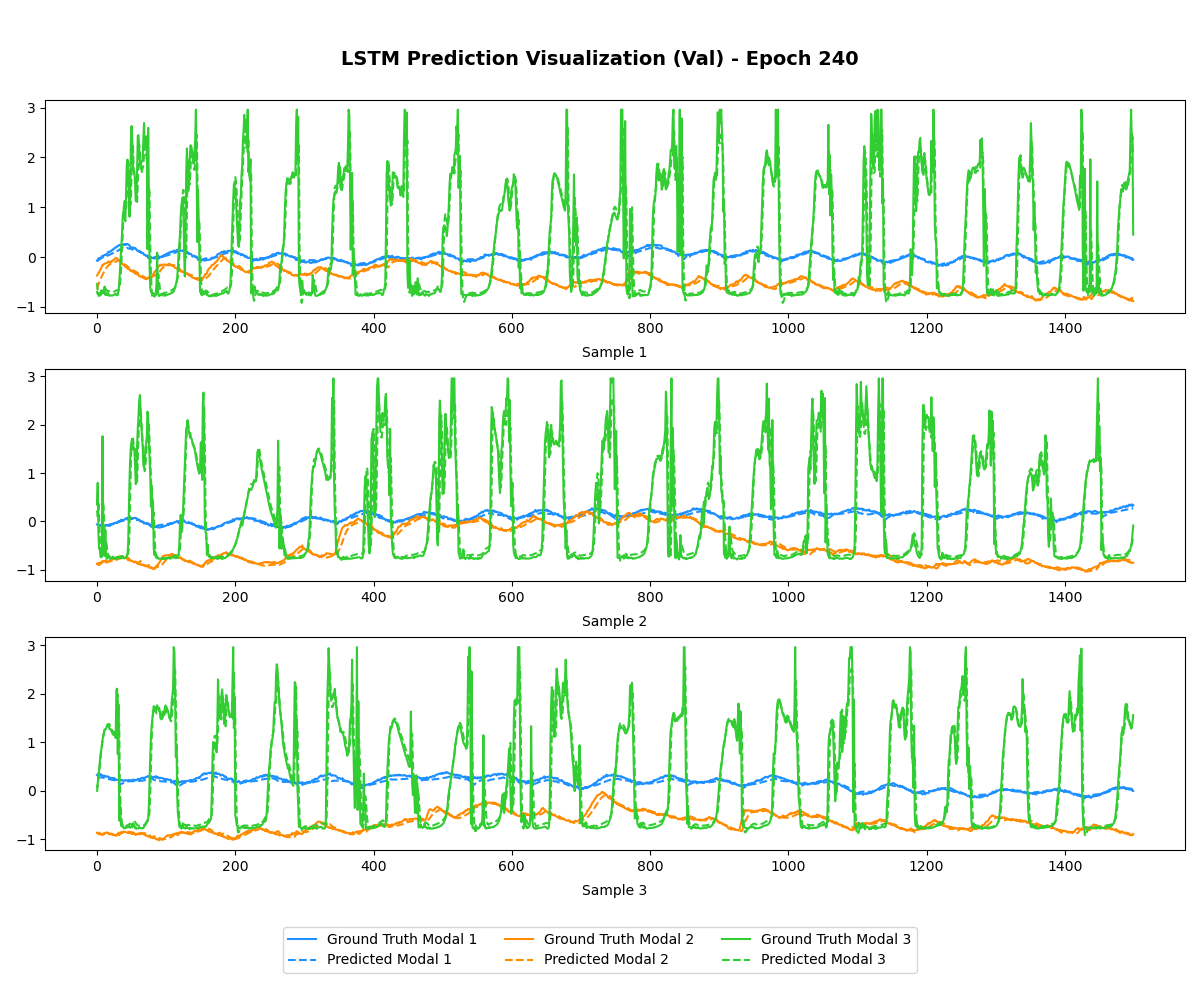 LSTM Prediction Visualization (Val) - Epoch 240
3
2
1
0
−1
0 200 400 600 800 1000 1200 1400
Sample 1
3
2
1
0
−1
0 200 400 600 800 1000 1200 1400
Sample 2
3
2
1
0
−1
0 200 400 600 800 1000 1200 1400
Sample 3
Ground Truth Modal 1 Ground Truth Modal 2 Ground Truth Modal 3
Predicted Modal 1 Predicted Modal 2 Predicted Modal 3